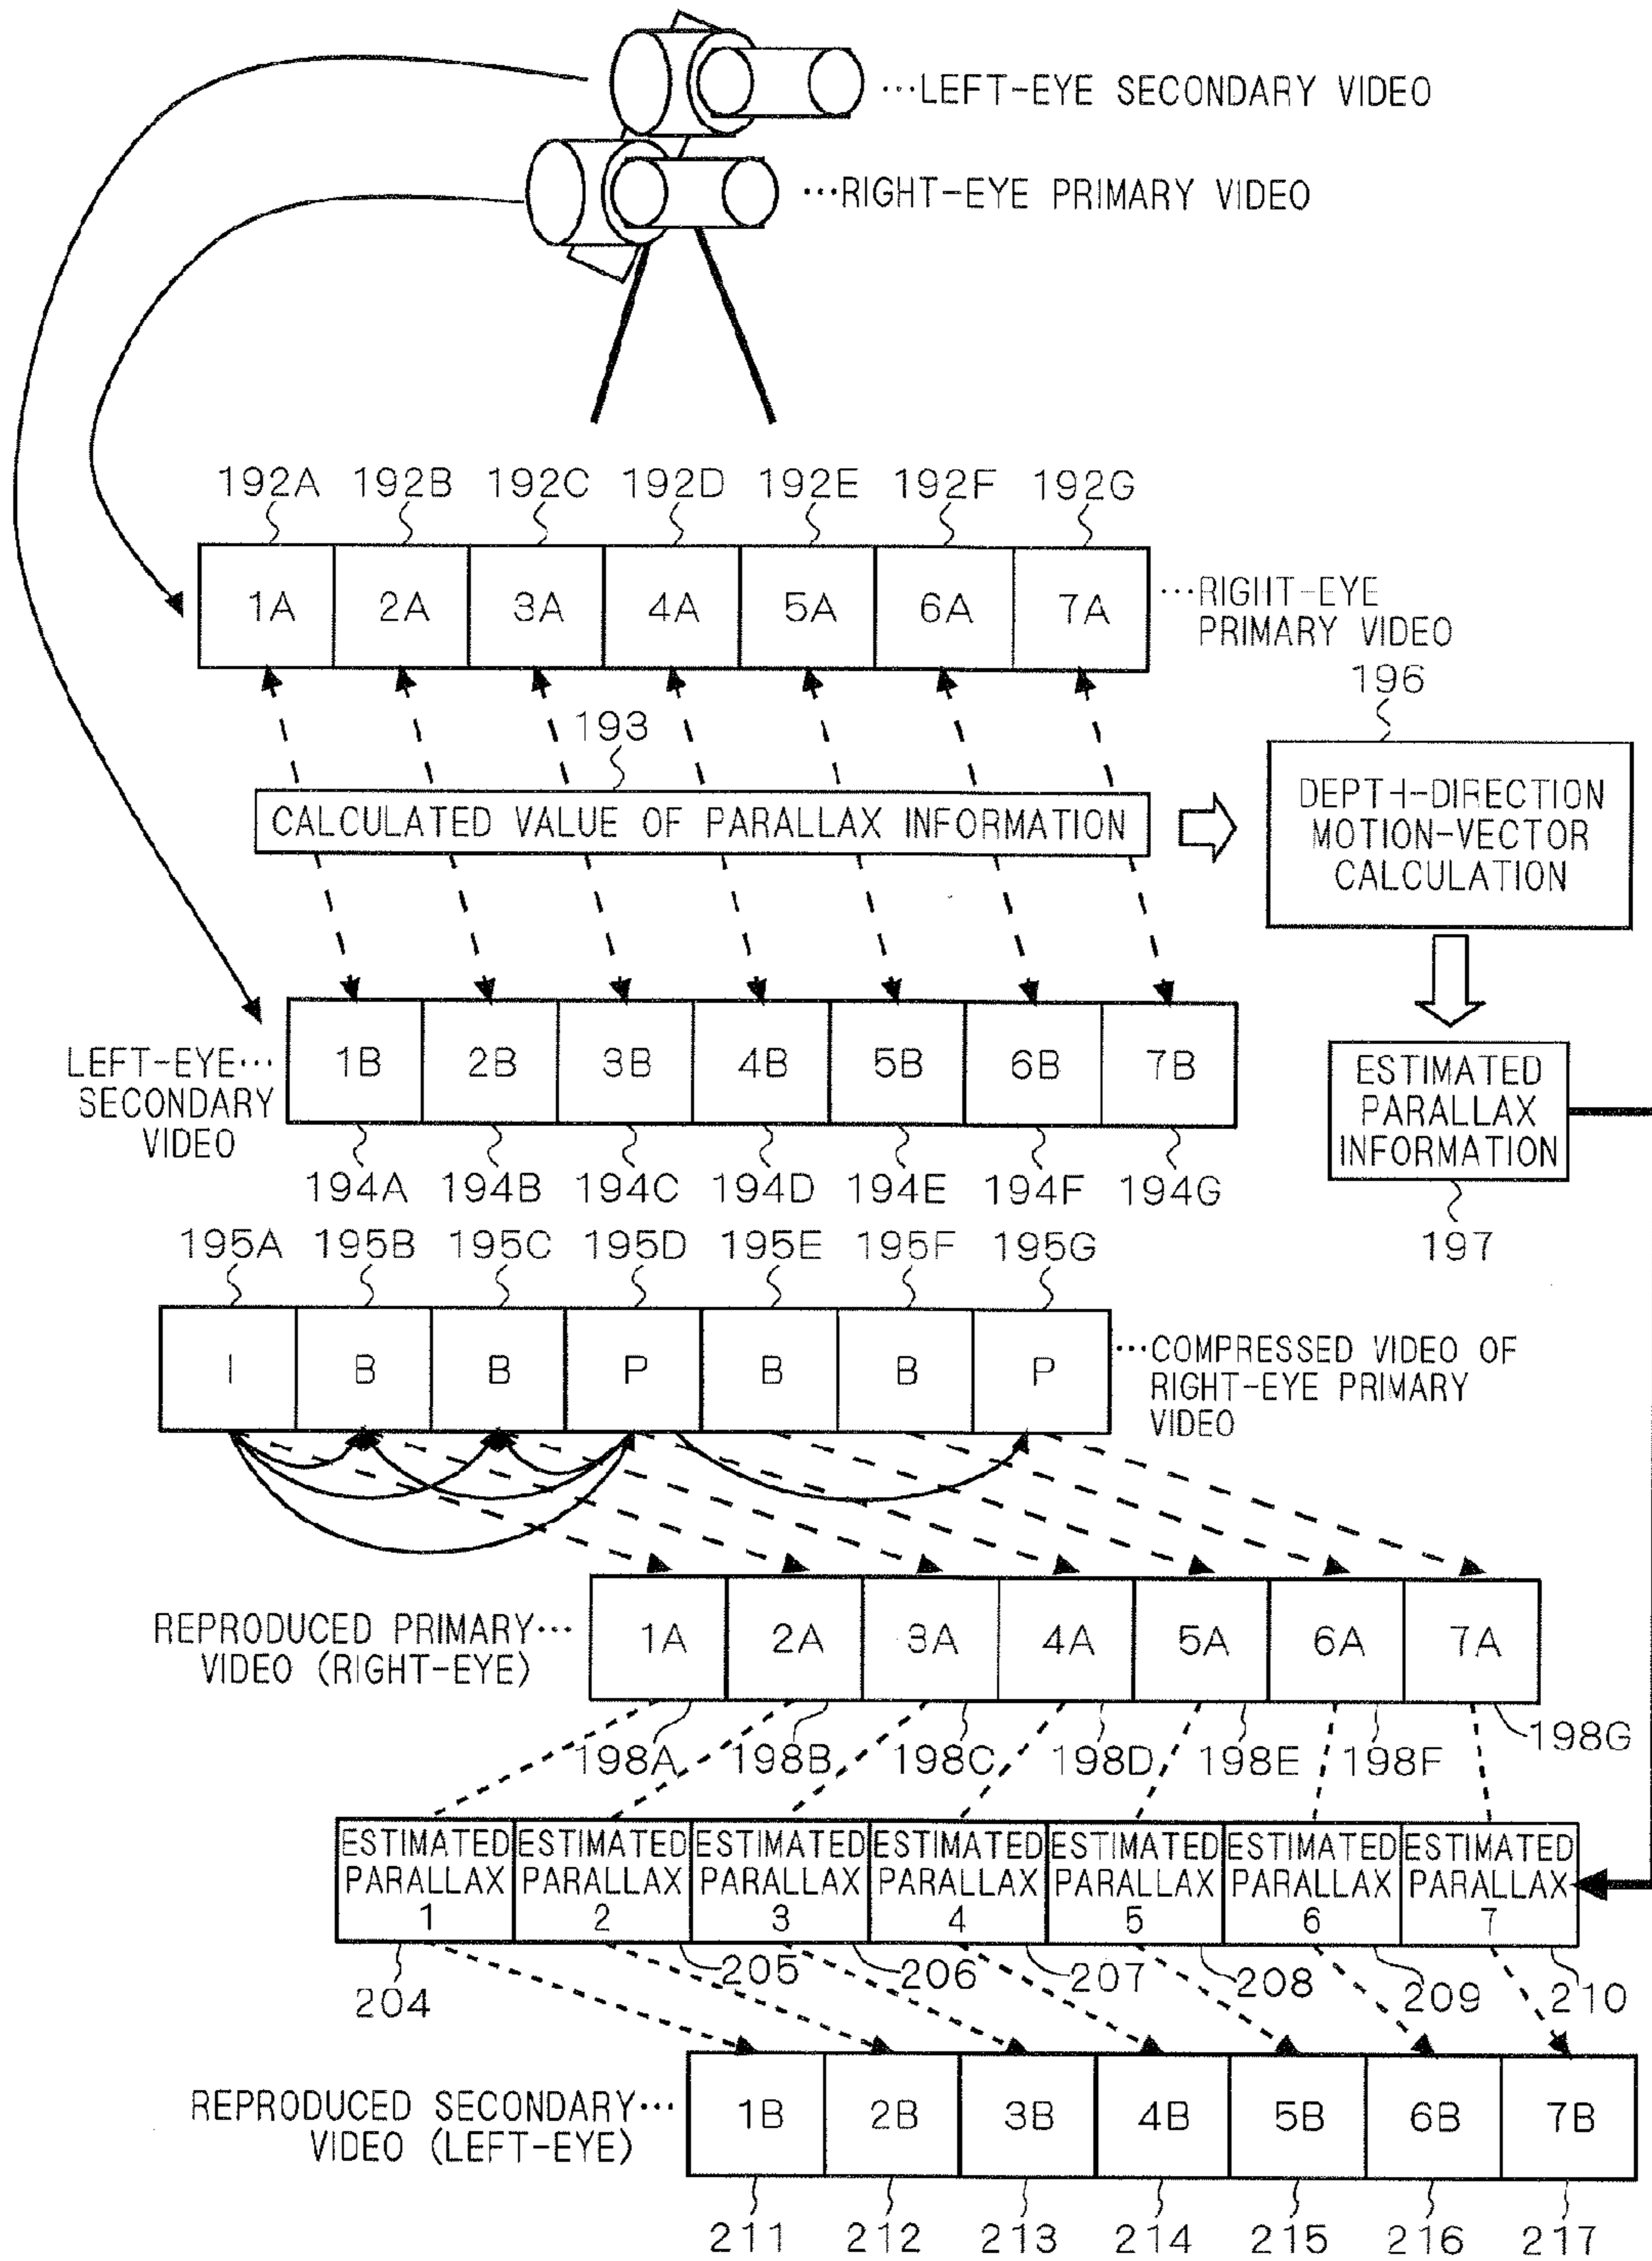 ···LEFT-EYE SECONDARY VIDEO
···RIGHT-EYE PRIMARY VIDEO
192A 192B 192C 192D 192E 192F 192G
1A 2A 3A 4A 5A 6A 7A
···RIGHT-EYE
PRIMARY VIDEO
193
196
CALCULATED VALUE OF PARALLAX INFORMATION
DEPTH-DIRECTION
MOTION-VECTOR
CALCULATION
LEFT-EYE···
SECONDARY
VIDEO
1B 2B 3B 4B 5B 6B 7B
ESTIMATED
PARALLAX
INFORMATION
194A 194B 194C 194D 194E 194F 194G
197
195A 195B 195C 195D 195E 195F 195G
I B B P B B P
···COMPRESSED VIDEO OF
RIGHT-EYE PRIMARY
VIDEO
REPRODUCED PRIMARY···
VIDEO (RIGHT-EYE)
1A 2A 3A 4A 5A 6A 7A
198A 198B 198C 198D 198E 198F 198G
ESTIMATED ESTIMATED ESTIMATED ESTIMATED ESTIMATED ESTIMATED ESTIMATED
PARALLAX PARALLAX PARALLAX PARALLAX PARALLAX PARALLAX PARALLAX
1 2 3 4 5 6 7
204 205 206 207 208 209 210
REPRODUCED SECONDARY···
VIDEO (LEFT-EYE)
1B 2B 3B 4B 5B 6B 7B
211 212 213 214 215 216 217